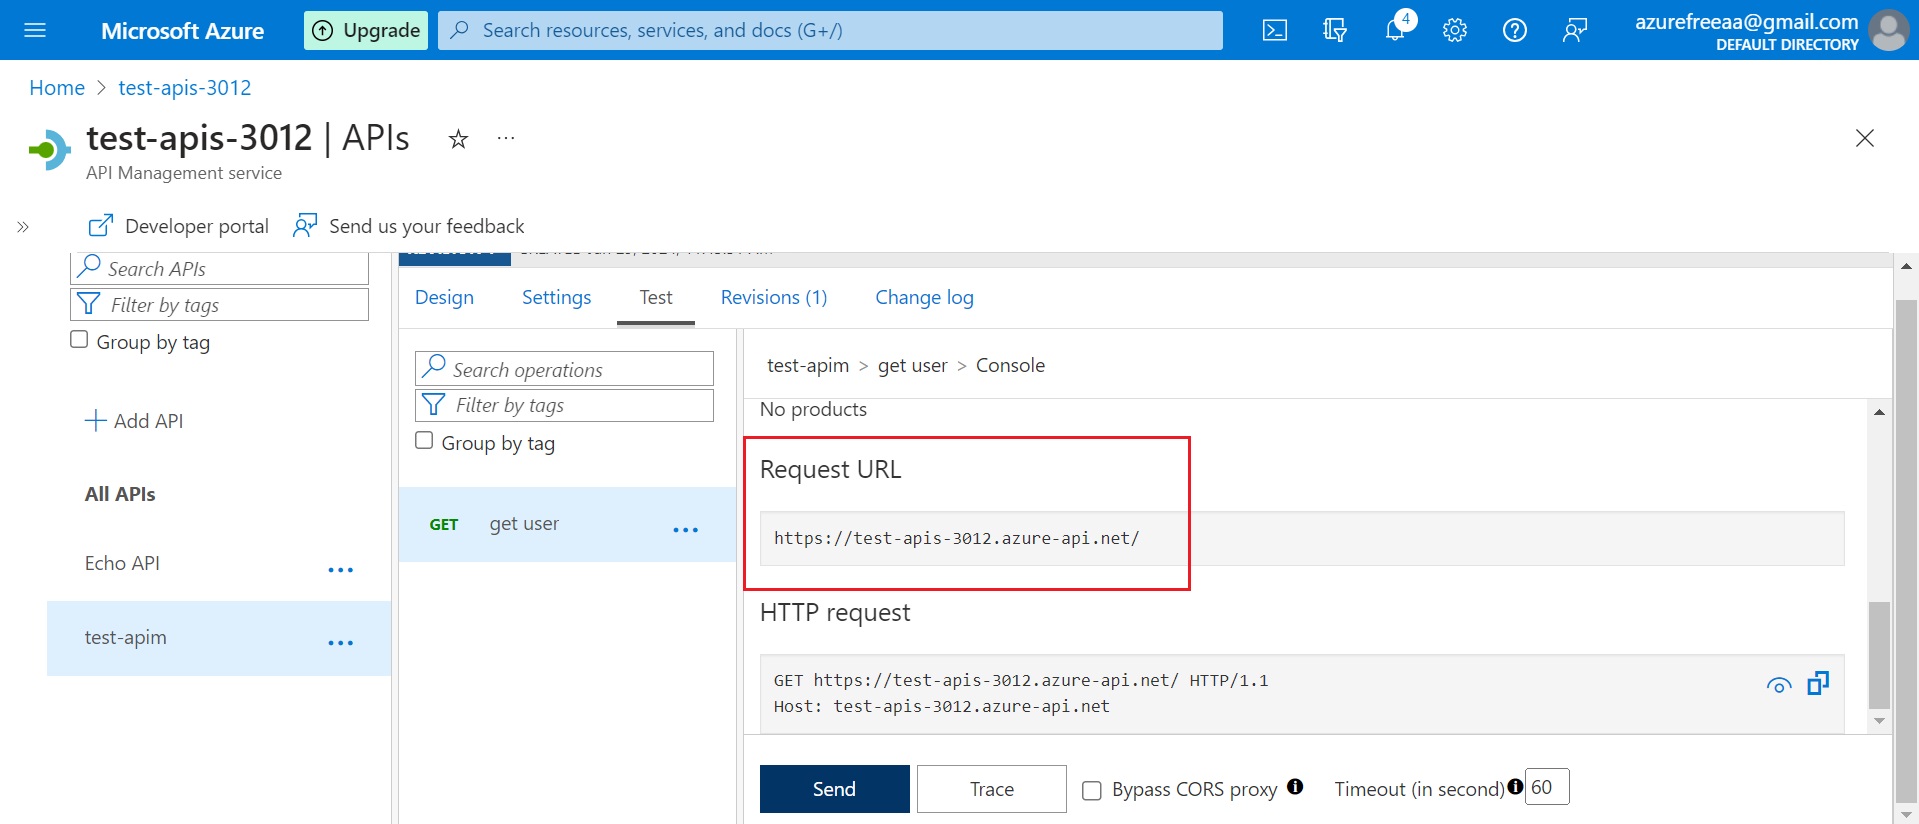 Microsoft Azure
Upgrade
Search resources, services, and docs (G+/)
4
azurefreeaa@gmail.com
DEFAULT DIRECTORY
Home > test-apis-3012
test-apis-3012 | APIs
API Management service
Developer portal
Send us your feedback
Search APIs
Filter by tags
Group by tag
Add API
All APIs
Echo API
test-apim
Design
Settings
Test
Revisions (1)
Change log
Search operations
Filter by tags
Group by tag
GET get user
test-apim > get user > Console
No products
Request URL
https://test-apis-3012.azure-api.net/
HTTP request
GET https://test-apis-3012.azure-api.net/ HTTP/1.1
Host: test-apis-3012.azure-api.net
Send
Trace
Bypass CORS proxy
Timeout (in second)
60